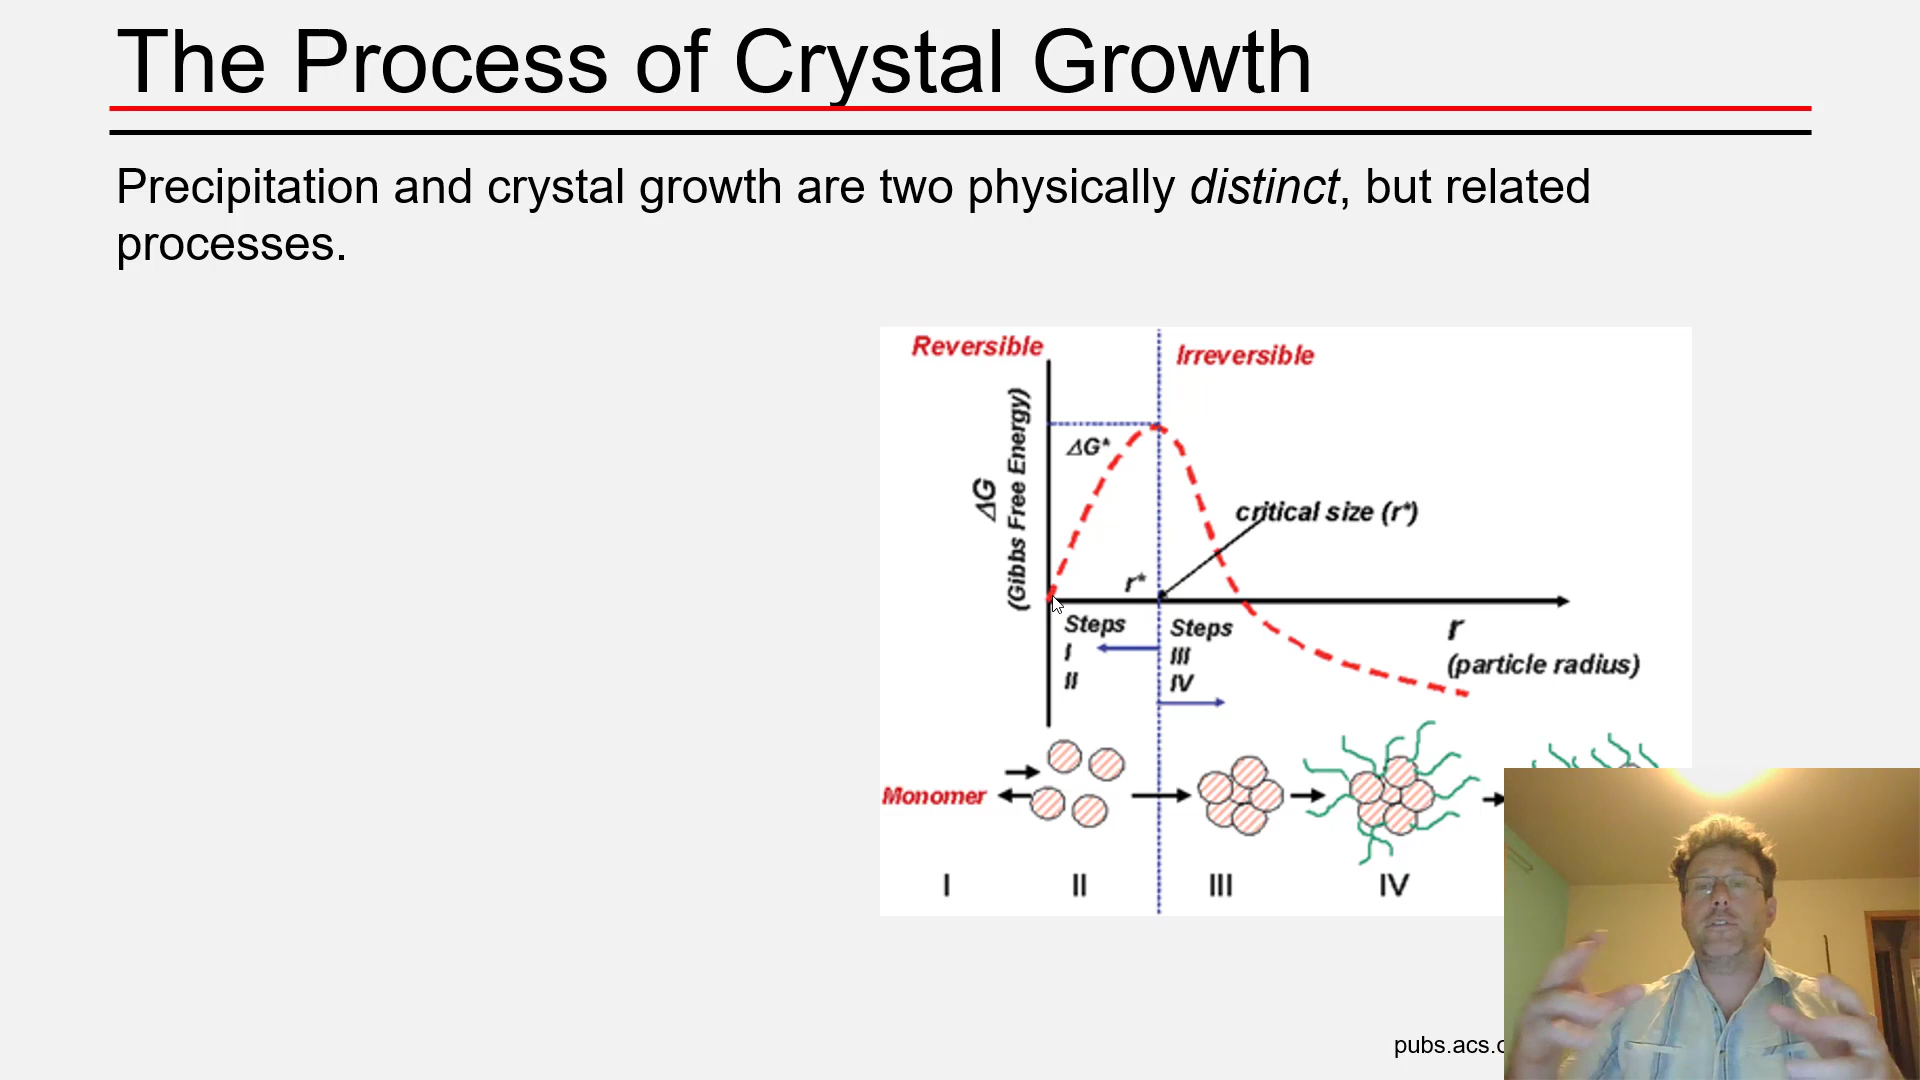 The Process of Crystal Growth
Precipitation and crystal growth are two physically distinct, but related
processes.
Reversible
Irreversible
ΔG
(Gibbs Free Energy)
ΔG*
critical size (r*)
r*
Steps
I
II
Steps
III
IV
r
(particle radius)
Monomer
I
II
III
IV
pubs.acs.